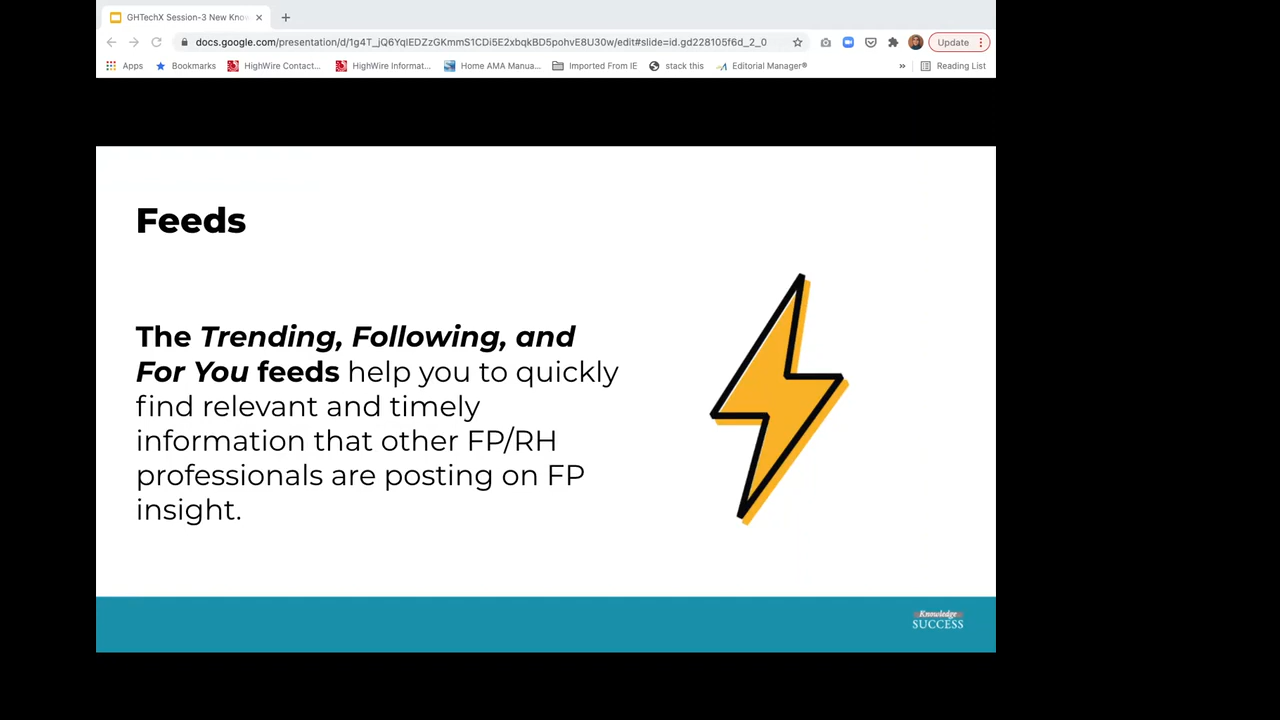 GHTechX Session-3 New Know
docs.google.com/presentation/d/1g4T_jQ6YqIEDZzGKmmS1CDi5E2xbqkBD5pohvE8U30w/edit#slide=id.gd228105f6d_2_0
Update
Apps
Bookmarks
HighWire Contact...
HighWire Informat...
Home AMA Manua...
Imported From IE
stack this
Editorial Manager®
»
Reading List
Feeds
The Trending, Following, and
For You feeds help you to quickly
find relevant and timely
information that other FP/RH
professionals are posting on FP
insight.
Knowledge
SUCCESS